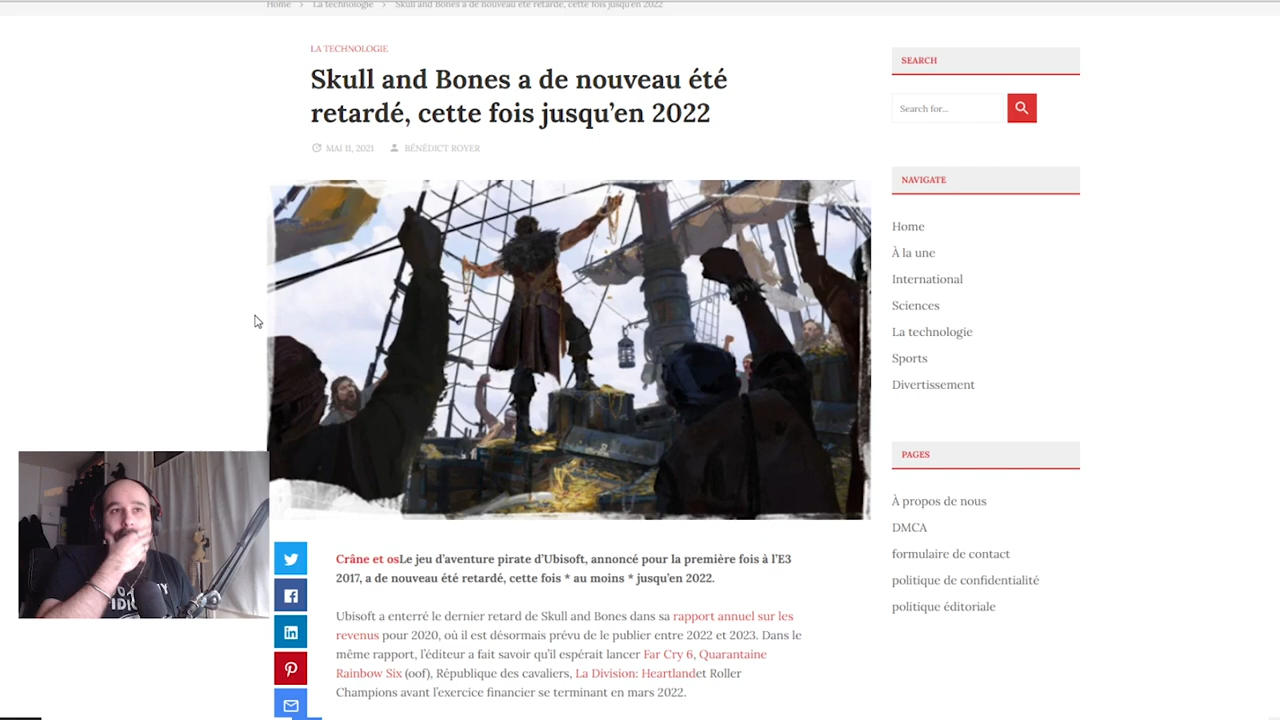 Home > La technologie > Skull and Bones a de nouveau été retardé, cette fois jusqu'en 2022
LA TECHNOLOGIE
Skull and Bones a de nouveau été
retardé, cette fois jusqu’en 2022
MAI 11, 2021 BÉNÉDICT ROYER
Crâne et osLe jeu d’aventure pirate d’Ubisoft, annoncé pour la première fois à l’E3
2017, a de nouveau été retardé, cette fois * au moins * jusqu’en 2022.
Ubisoft a enterré le dernier retard de Skull and Bones dans sa rapport annuel sur les
revenus pour 2020, où il est désormais prévu de le publier entre 2022 et 2023. Dans le
même rapport, l’éditeur a fait savoir qu’il espérait lancer Far Cry 6, Quarantaine
Rainbow Six (oof), République des cavaliers, La Division: Heartlandet Roller
Champions avant l’exercice financier se terminant en mars 2022.
SEARCH
Search for...
NAVIGATE
Home
À la une
International
Sciences
La technologie
Sports
Divertissement
PAGES
À propos de nous
DMCA
formulaire de contact
politique de confidentialité
politique éditoriale